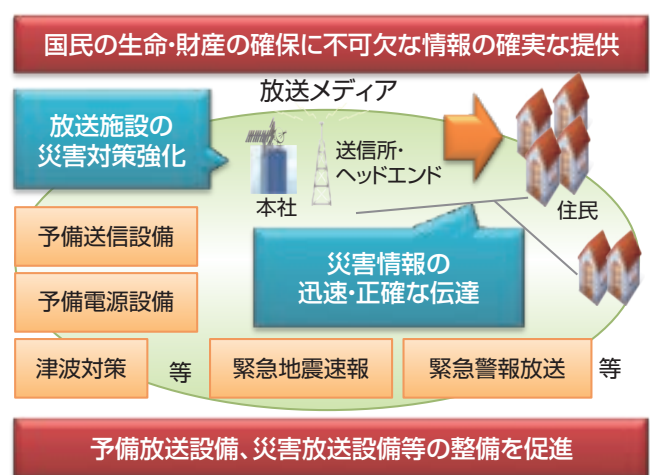 国民の生命・財産の確保に不可欠な情報の確実な提供
放送メディア
放送施設の
災害対策強化
送信所・
ヘッドエンド
本社
住民
予備送信設備
災害情報の
迅速・正確な伝達
予備電源設備
津波対策
等
緊急地震速報
緊急警報放送
等
予備放送設備、災害放送設備等の整備を促進